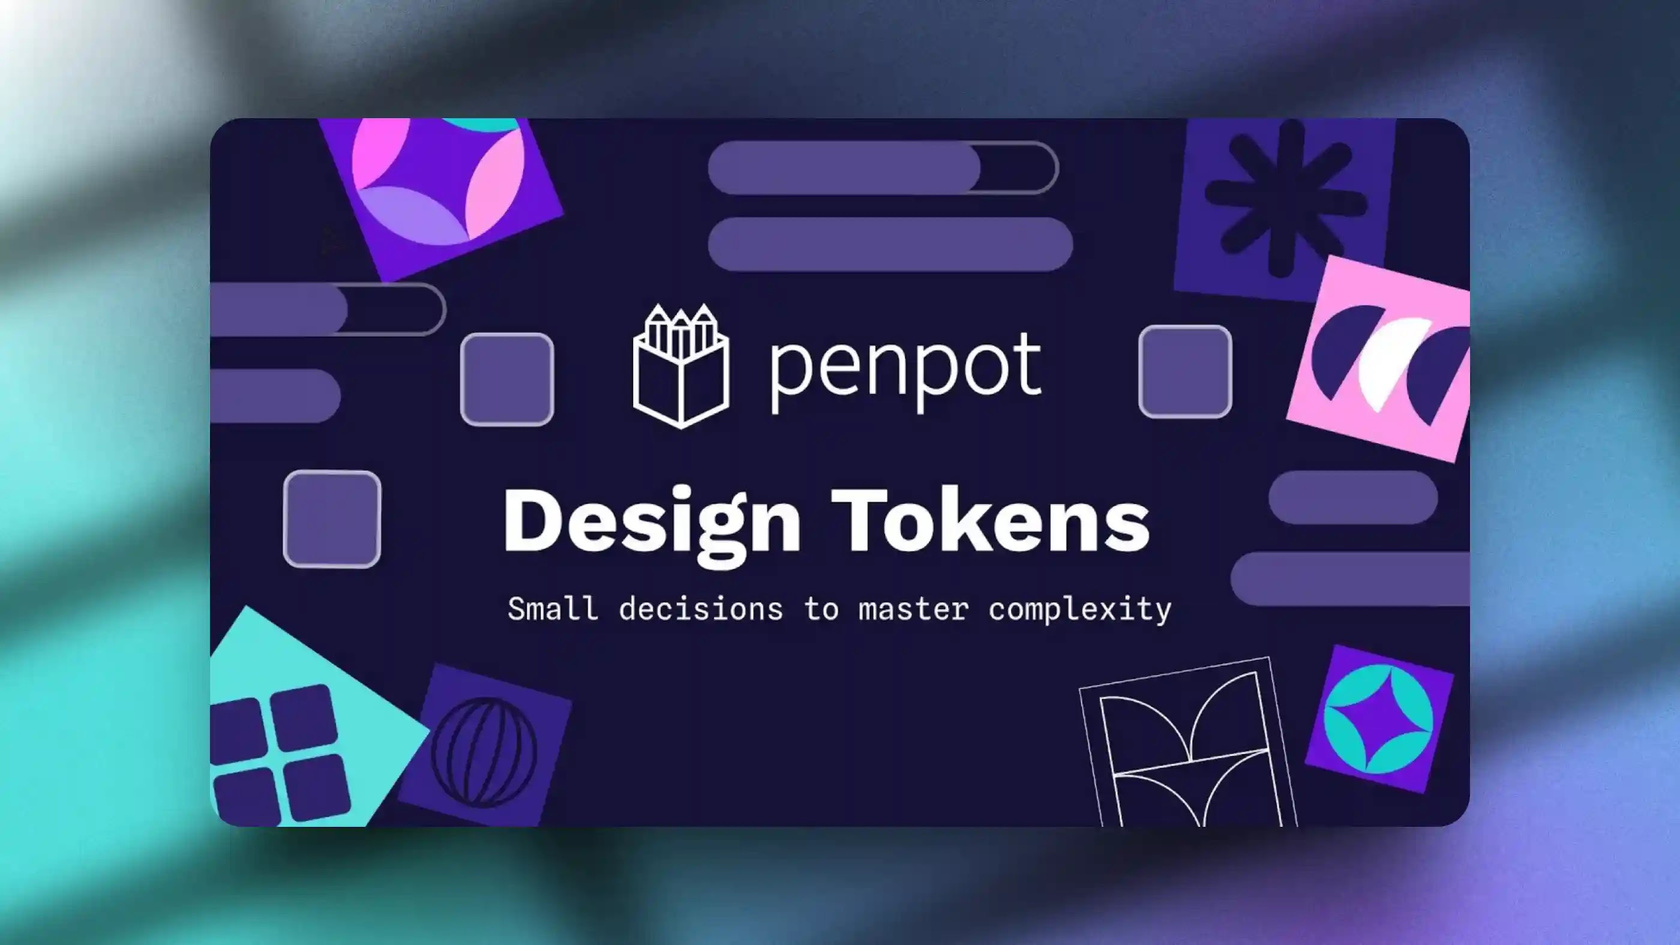 penpot
Design Tokens
Small decisions to master complexity